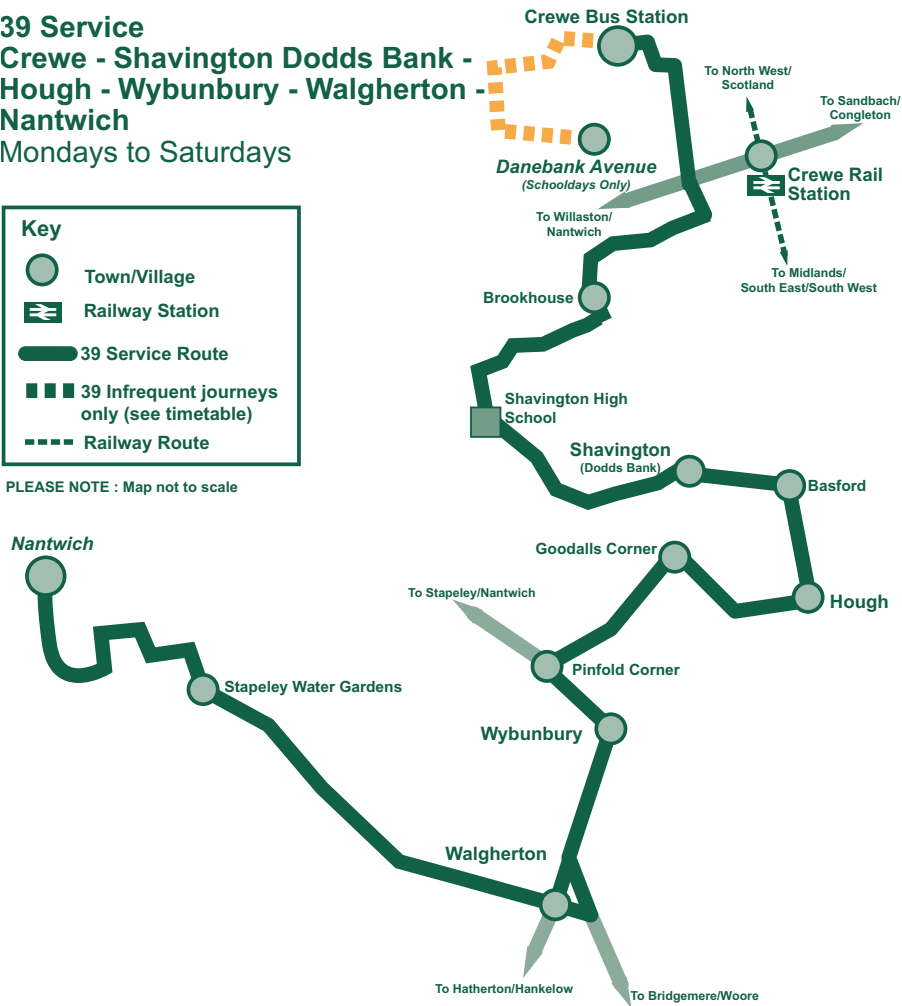 39 Service
Crewe - Shavington Dodds Bank -
Hough - Wybunbury - Walgherton -
Nantwich
Mondays to Saturdays
Crewe Bus Station
To North West/
Scotland
To Sandbach/
Congleton
Danebank Avenue
(Schooldays Only)
Crewe Rail
Station
To Willaston/
Nantwich
To Midlands/
South East/South West
Key
Town/Village
Railway Station
39 Service Route
39 Infrequent journeys
only (see timetable)
Railway Route
PLEASE NOTE : Map not to scale
Brookhouse
Shavington High
School
Shavington
(Dodds Bank)
Basford
Nantwich
Goodalls Corner
To Stapeley/Nantwich
Hough
Pinfold Corner
Stapeley Water Gardens
Wybunbury
Walgherton
To Hatherton/Hankelow
To Bridgemere/Woore